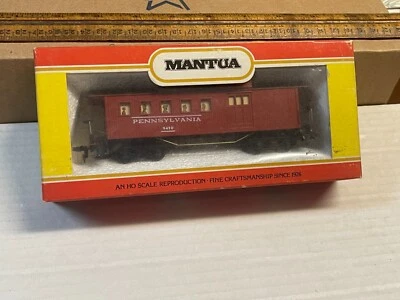 MANTUA
PENNSYLVANIA
AN HO SCALE REPRODUCTION · FINE CRAFTSMANSHIP SINCE 1926